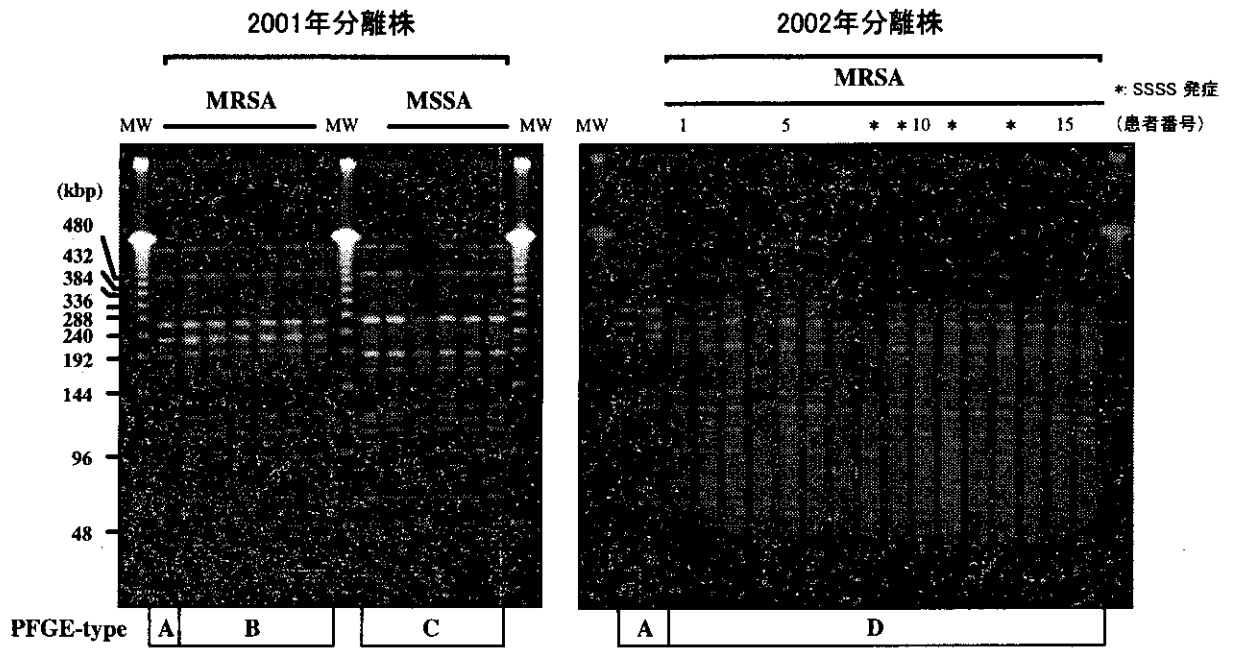 2001年分離株
2002年分離株
MRSA
MSSA
MRSA
*: SSSS 発症
MW
MW
MW
MW
1
5
*
*
10
*
*
15
(患者番号)
(kbp)
480
432
384
336
288
240
192
144
96
48
PFGE-type
A
B
C
A
D